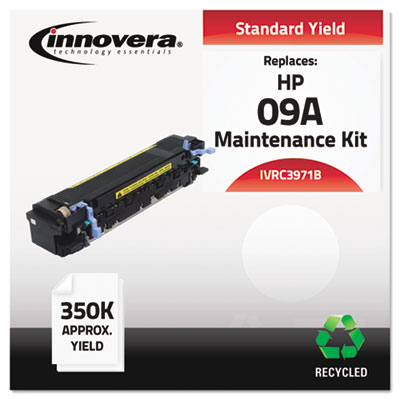 innovera
technology essentials
Standard Yield
Replaces:
HP
09A
Maintenance Kit
IVRC3971B
350K
APPROX.
YIELD
RECYCLED